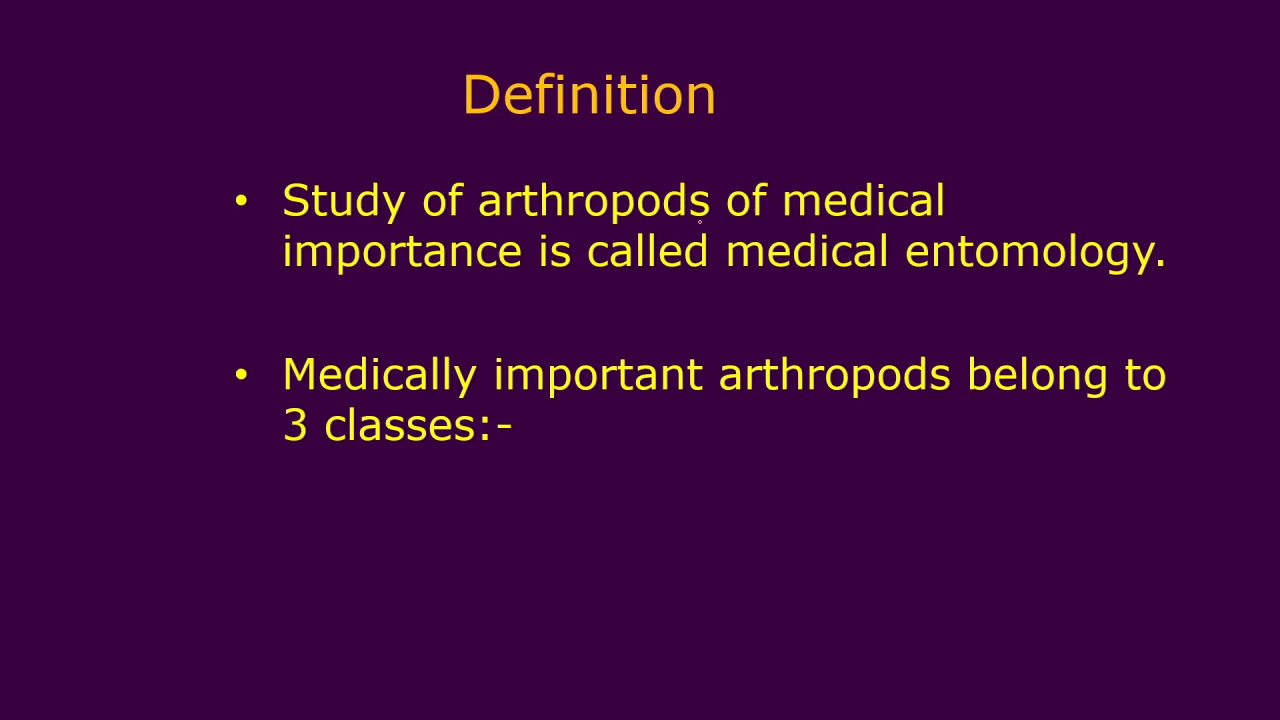 Definition
• Study of arthropods of medical
importance is called medical entomology.
• Medically important arthropods belong to
3 classes:-